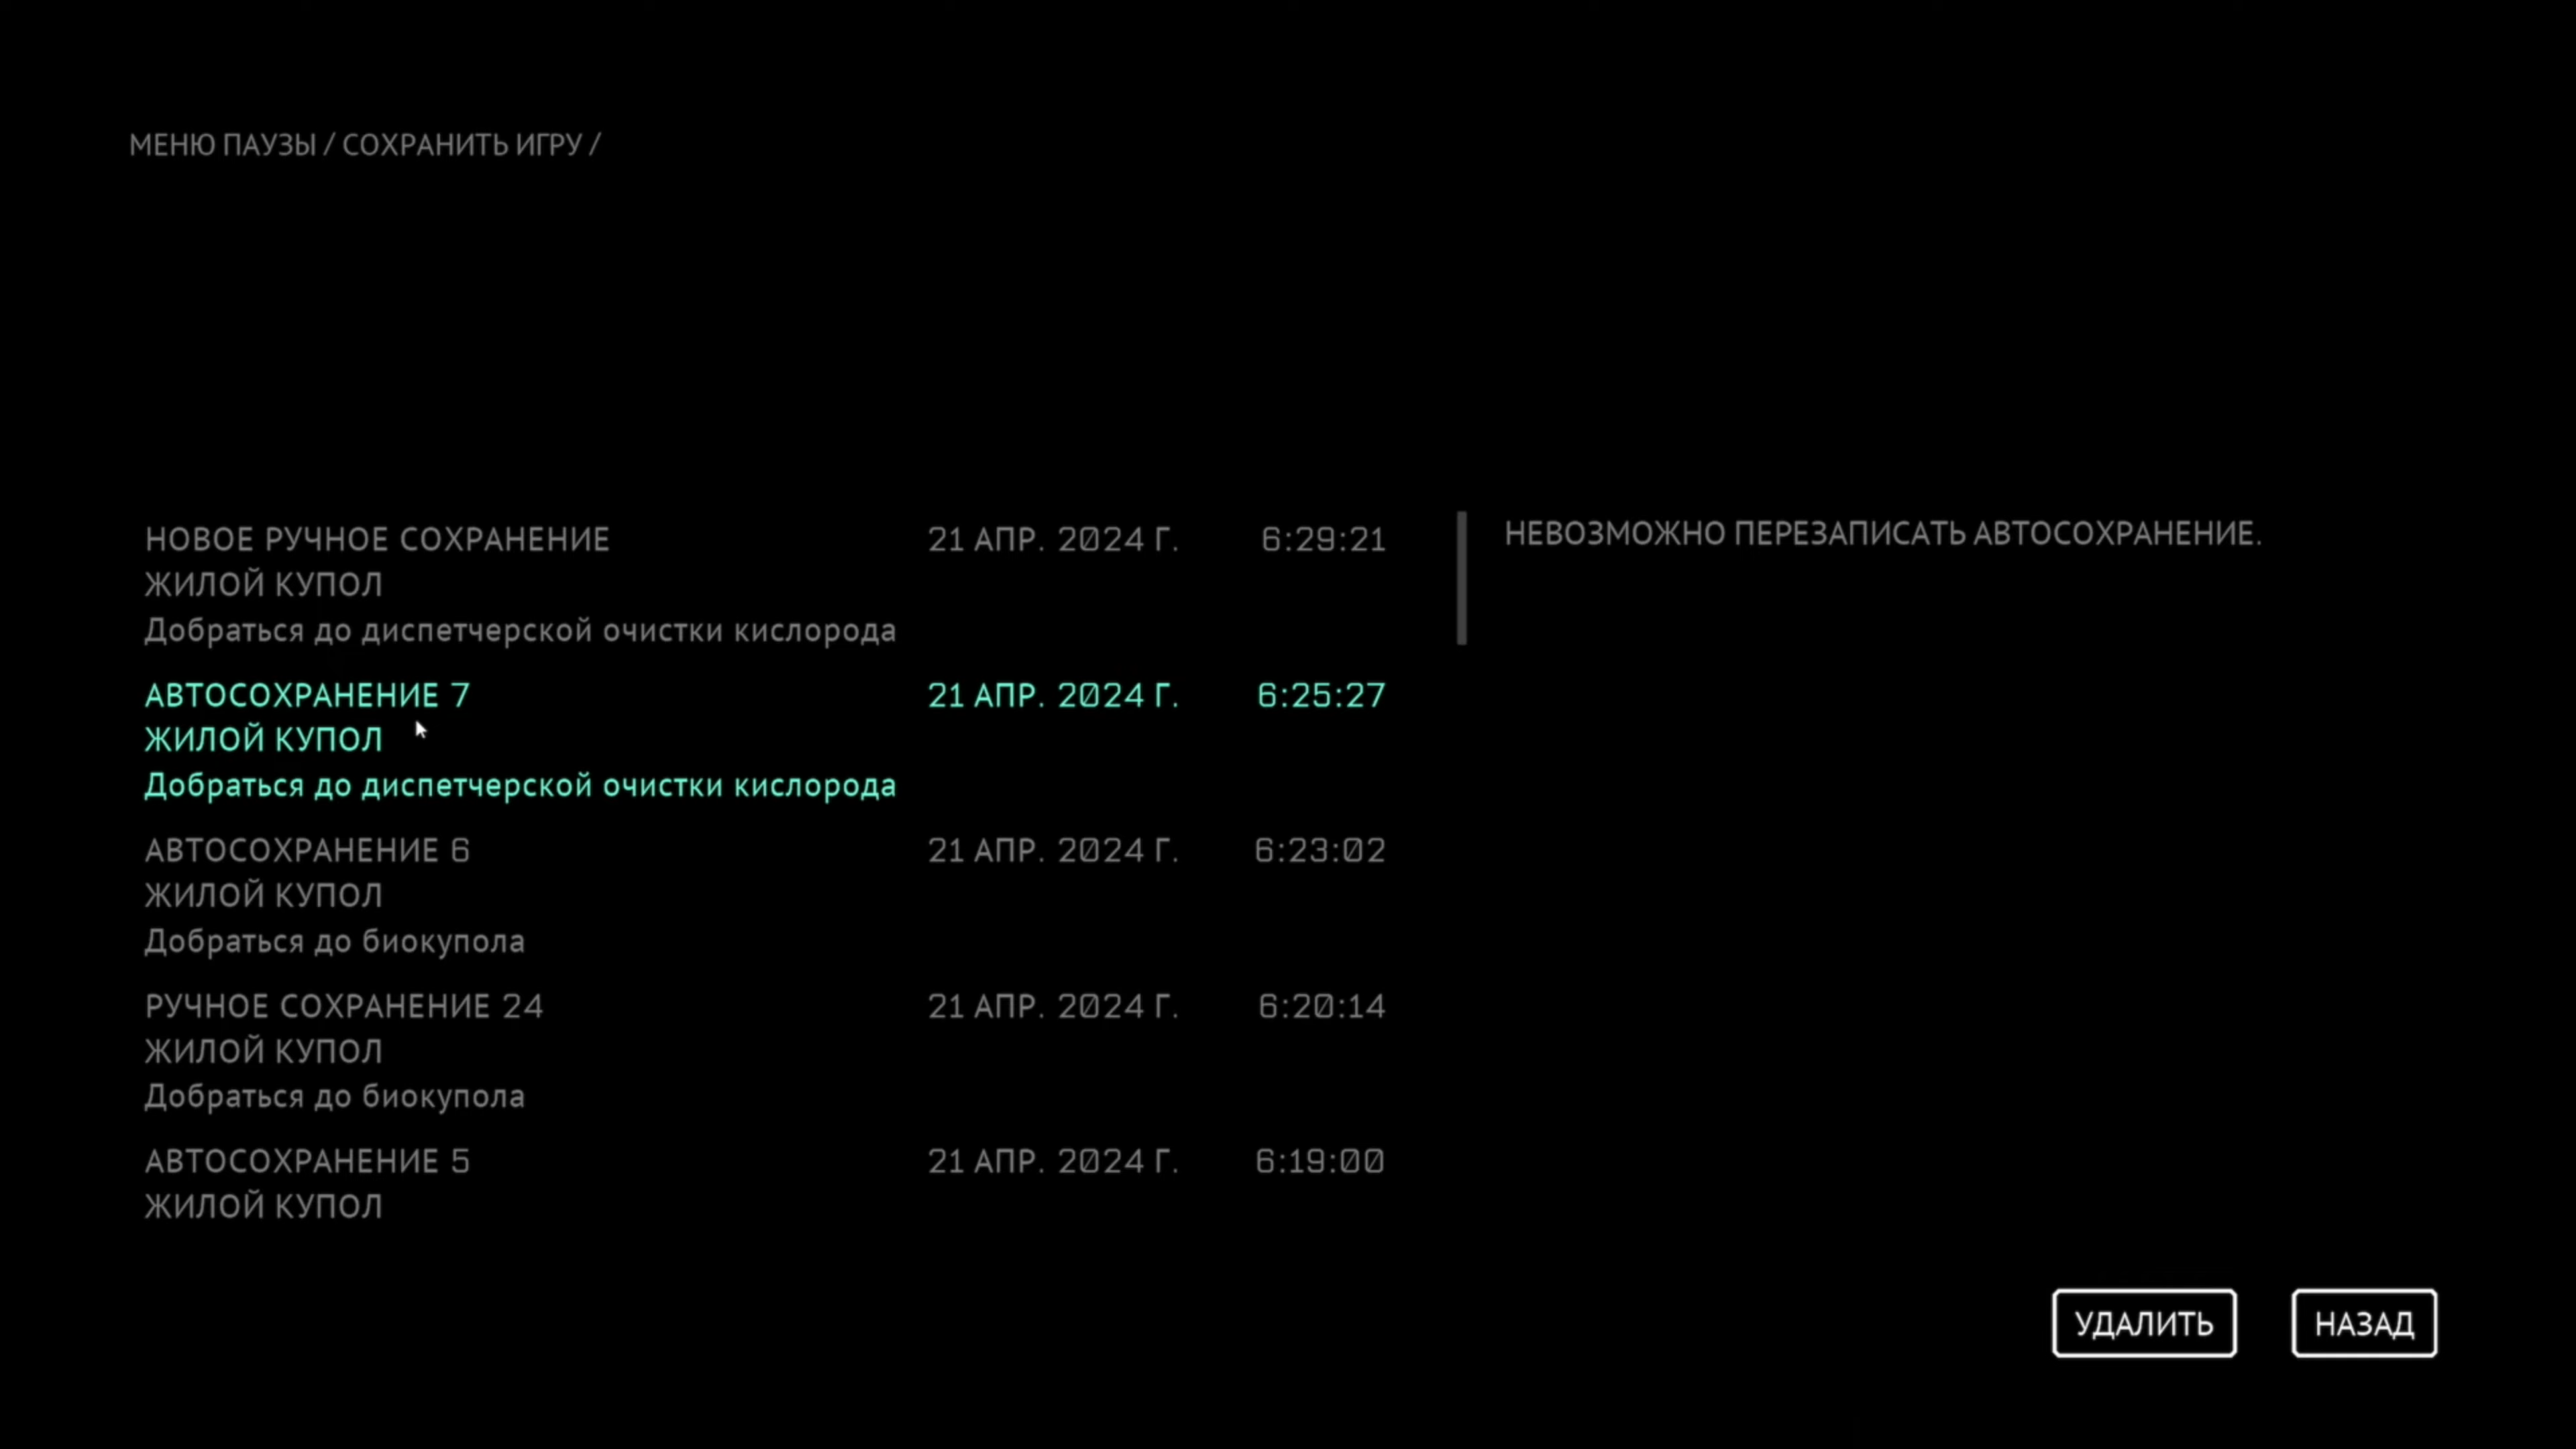 МЕНЮ ПАУЗЫ / СОХРАНИТЬ ИГРУ /
НОВОЕ РУЧНОЕ СОХРАНЕНИЕ 21 АПР. 2024 Г. 6:29:21
ЖИЛОЙ КУПОЛ
Добраться до диспетчерской очистки кислорода
АВТОСОХРАНЕНИЕ 7 21 АПР. 2024 Г. 6:25:27
ЖИЛОЙ КУПОЛ
Добраться до диспетчерской очистки кислорода
АВТОСОХРАНЕНИЕ 6 21 АПР. 2024 Г. 6:23:02
ЖИЛОЙ КУПОЛ
Добраться до биокупола
РУЧНОЕ СОХРАНЕНИЕ 24 21 АПР. 2024 Г. 6:20:14
ЖИЛОЙ КУПОЛ
Добраться до биокупола
АВТОСОХРАНЕНИЕ 5 21 АПР. 2024 Г. 6:19:00
ЖИЛОЙ КУПОЛ
НЕВОЗМОЖНО ПЕРЕЗАПИСАТЬ АВТОСОХРАНЕНИЕ.
УДАЛИТЬ НАЗАД